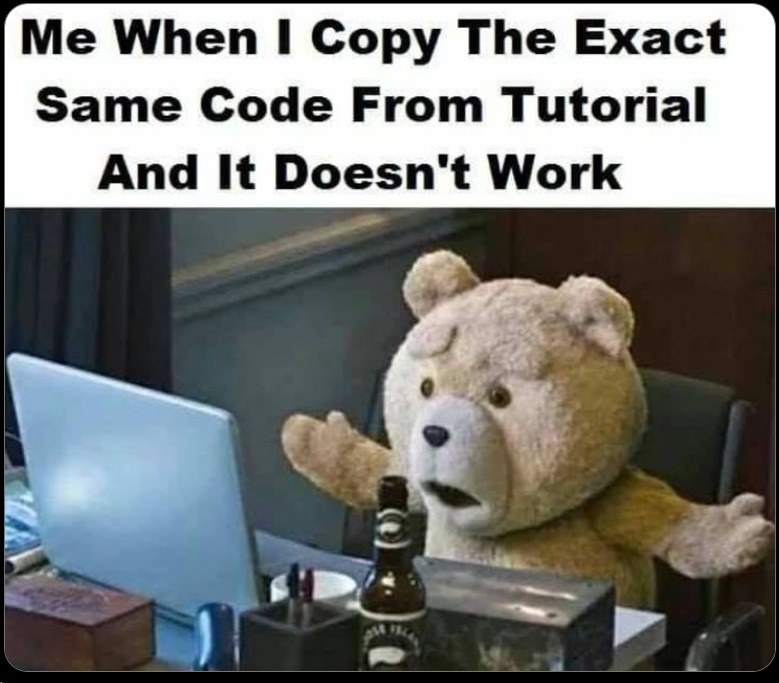 Me When I Copy The Exact
Same Code From Tutorial
And It Doesn't Work